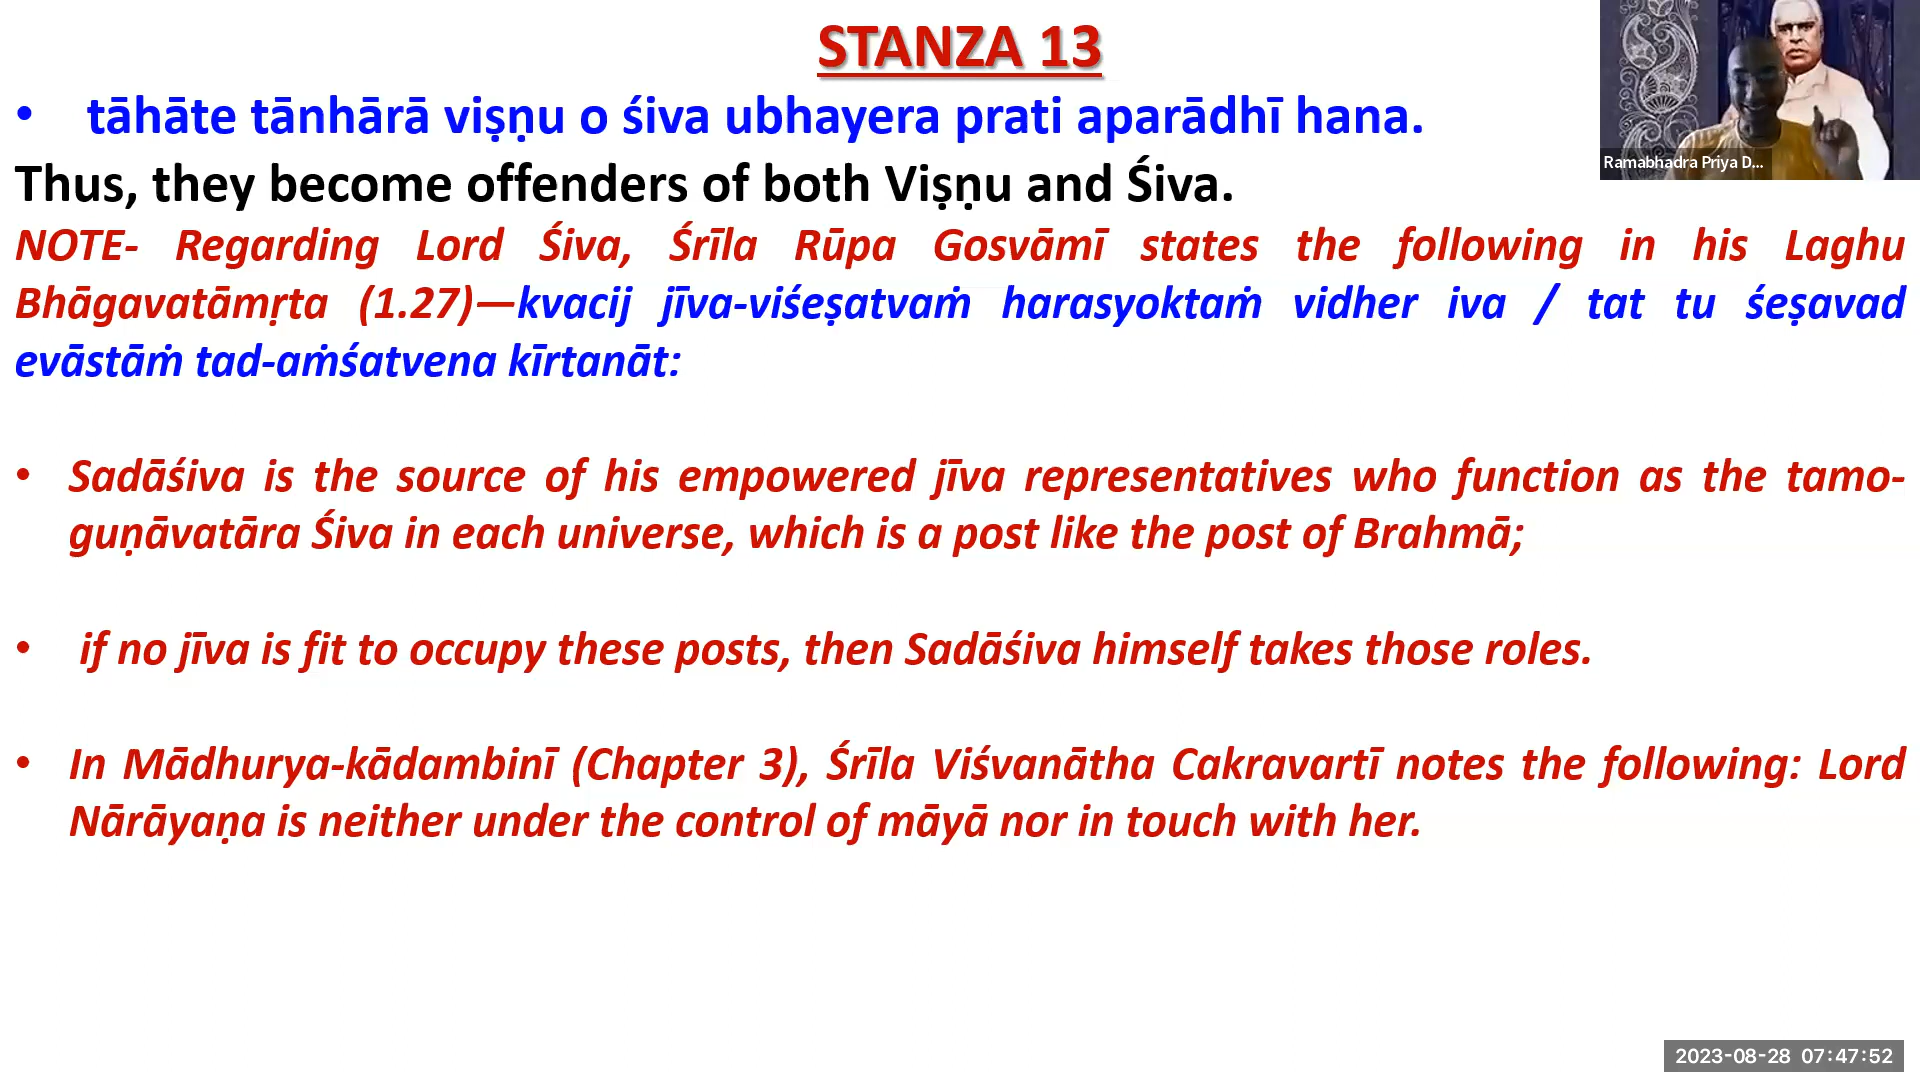 STANZA 13
• tāhāte tānhārā viṣṇu o śiva ubhayera prati aparādhī hana.
Thus, they become offenders of both Viṣṇu and Śiva.
NOTE- Regarding Lord Śiva, Śrīla Rūpa Gosvāmī states the following in his Laghu
Bhāgavatāmṛta (1.27)—kvacij jīva-viśeṣatvaṁ harasyoktaṁ vidher iva / tat tu śeṣavad
evāstāṁ tad-aṁśatvena kīrtanāt:
• Sadāśiva is the source of his empowered jīva representatives who function as the tamo-
guṇāvatāra Śiva in each universe, which is a post like the post of Brahmā;
• if no jīva is fit to occupy these posts, then Sadāśiva himself takes those roles.
• In Mādhurya-kādambinī (Chapter 3), Śrīla Viśvanātha Cakravartī notes the following: Lord
Nārāyaṇa is neither under the control of māyā nor in touch with her.
Ramabhadra Priya D...
2023-08-28 07:47:52